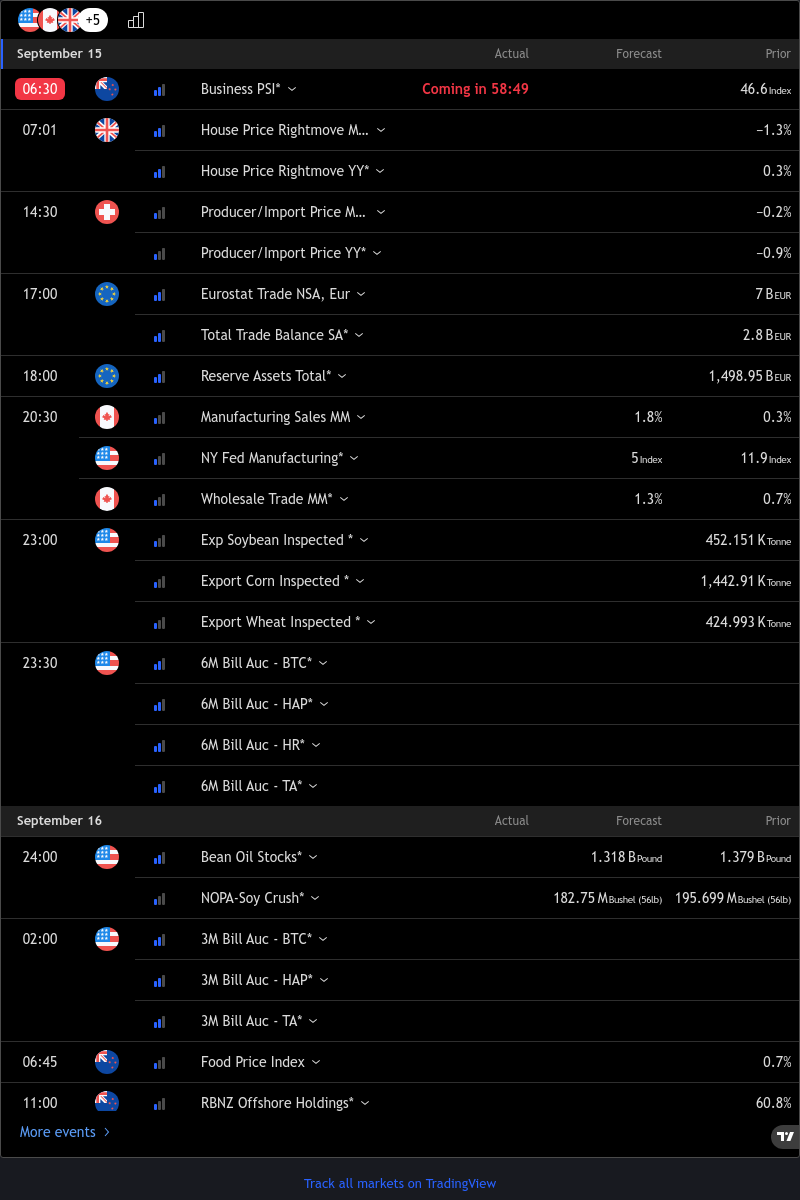 +5
September 15 Actual Forecast Prior
06:30 Business PSI* Coming in 58:49 46.6 Index
07:01 House Price Rightmove M... −1.3%
House Price Rightmove YY* 0.3%
14:30 Producer/Import Price M... −0.2%
Producer/Import Price YY* −0.9%
17:00 Eurostat Trade NSA, Eur 7 B EUR
Total Trade Balance SA* 2.8 B EUR
18:00 Reserve Assets Total* 1,498.95 B EUR
20:30 Manufacturing Sales MM 1.8% 0.3%
NY Fed Manufacturing* 5 Index 11.9 Index
Wholesale Trade MM* 1.3% 0.7%
23:00 Exp Soybean Inspected * 452.151 K Tonne
Export Corn Inspected * 1,442.91 K Tonne
Export Wheat Inspected * 424.993 K Tonne
23:30 6M Bill Auc - BTC*
6M Bill Auc - HAP*
6M Bill Auc - HR*
6M Bill Auc - TA*
September 16 Actual Forecast Prior
24:00 Bean Oil Stocks* 1.318 B Pound 1.379 B Pound
NOPA-Soy Crush* 182.75 M Bushel (56lb) 195.699 M Bushel (56lb)
02:00 3M Bill Auc - BTC*
3M Bill Auc - HAP*
3M Bill Auc - TA*
06:45 Food Price Index 0.7%
11:00 RBNZ Offshore Holdings* 60.8%
More events
Track all markets on TradingView